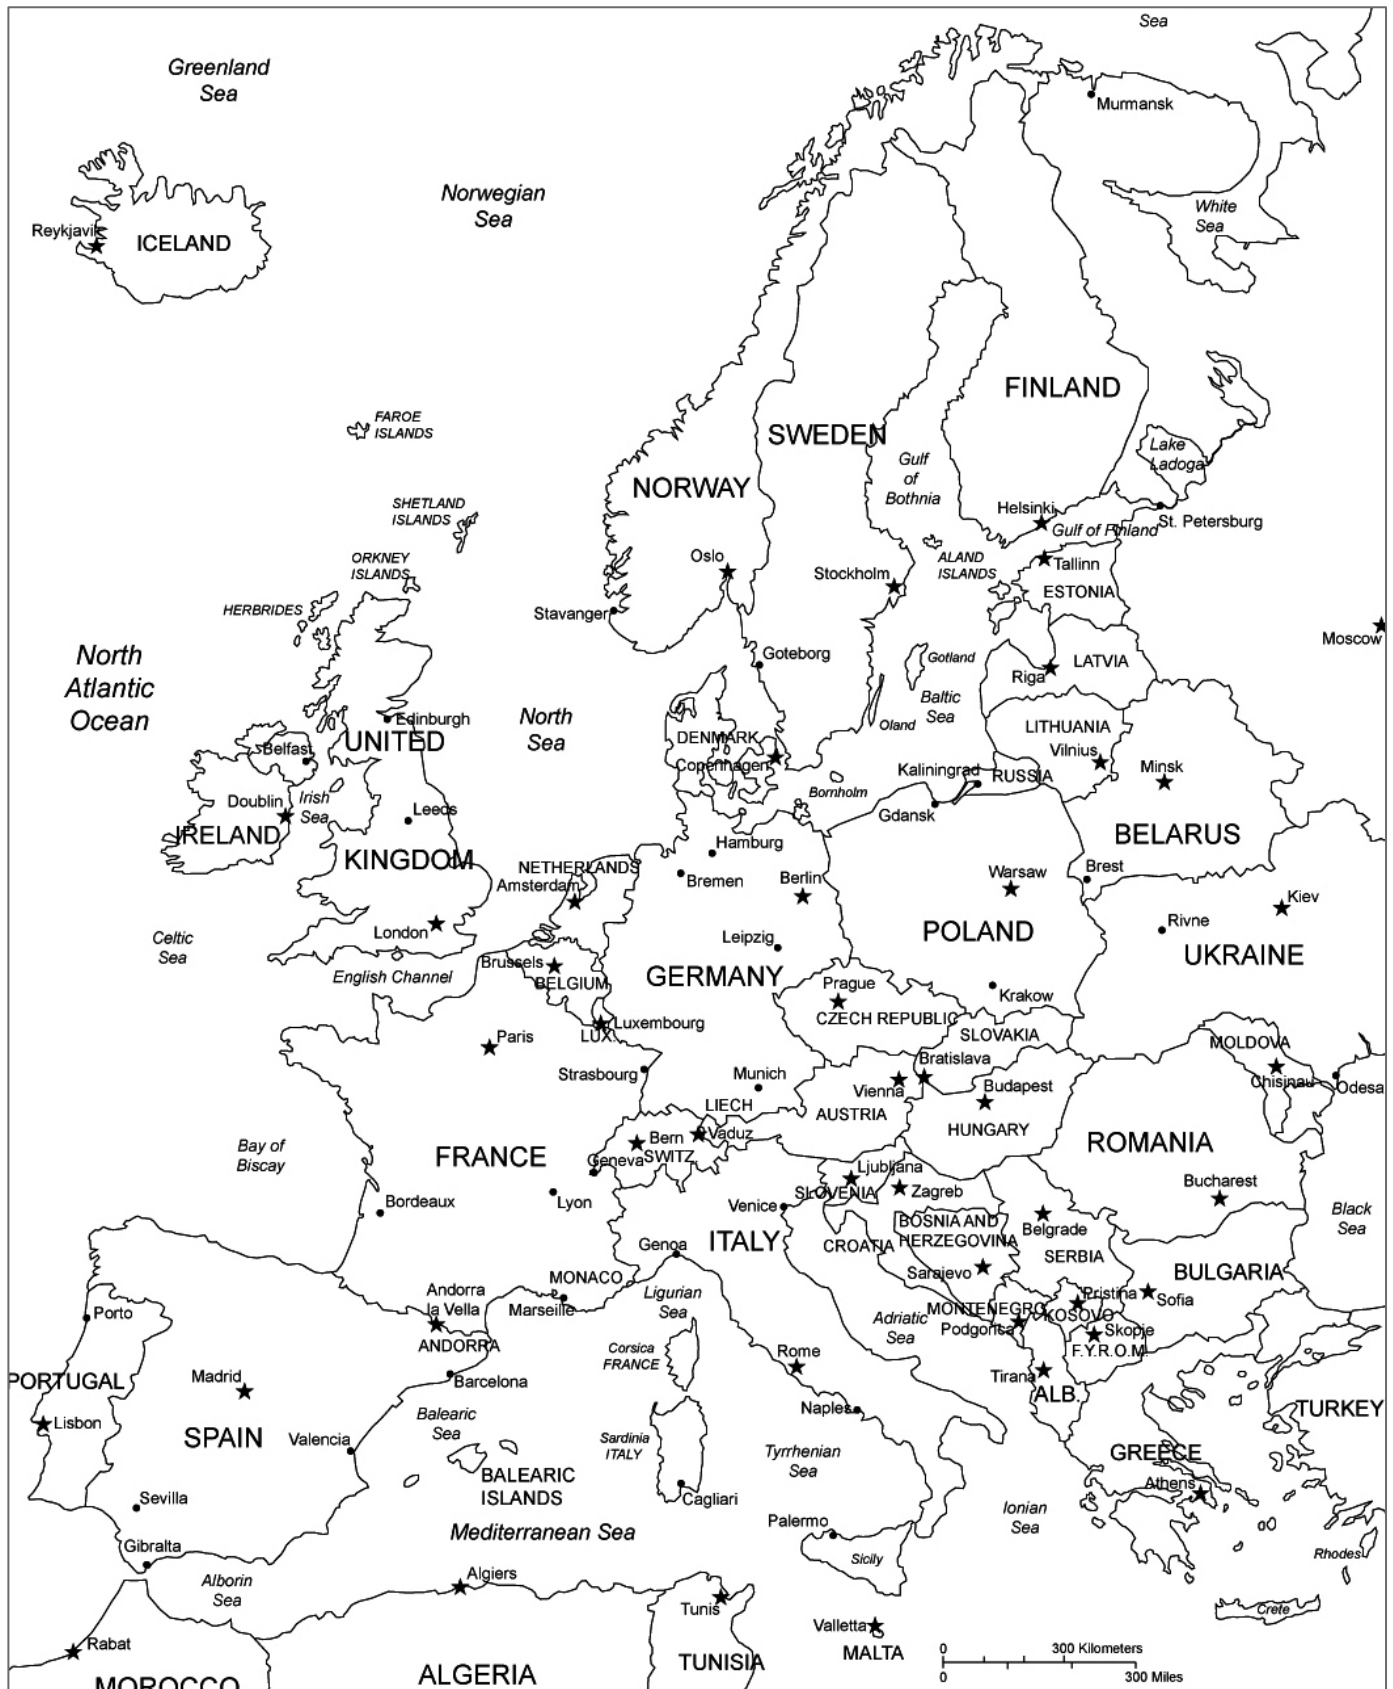 Sea
Greenland
Sea
Murmansk
Norwegian
Sea
White
Sea
Reykjavik
ICELAND
FINLAND
FAROE
ISLANDS
SWEDEN
Lake
Ladoga
Gulf
of
Bothnia
NORWAY
SHETLAND
ISLANDS
Helsinki
St. Petersburg
Gulf of Finland
Oslo
ALAND
ISLANDS
Tallinn
ORKNEY
ISLANDS
Stockholm
ESTONIA
HERBRIDES
Stavanger
Moscow
North
Atlantic
Ocean
Goteborg
Gotland
LATVIA
Riga
Baltic
Sea
Edinburgh
North
Sea
Oland
LITHUANIA
UNITED
DENMARK
Belfast
Vilnius
Copenhagen
Kaliningrad
RUSSIA
Minsk
Bornholm
Doublin
Irish
Sea
Leeds
Gdansk
IRELAND
BELARUS
Hamburg
KINGDOM
NETHERLANDS
Amsterdam
Bremen
Berlin
Warsaw
Brest
Kiev
Rivne
London
Leipzig
POLAND
Celtic
Sea
UKRAINE
Brussels
English Channel
BELGIUM
GERMANY
Prague
Krakow
CZECH REPUBLIC
Luxembourg
LUX.
Paris
SLOVAKIA
MOLDOVA
Bratislava
Strasbourg
Munich
Vienna
Budapest
Chisinau
Odesa
LIECH
AUSTRIA
HUNGARY
Bern
Vaduz
ROMANIA
Bay of
Biscay
FRANCE
Geneva
SWITZ.
Ljubljana
SLOVENIA
Zagreb
Bucharest
Bordeaux
Lyon
Venice
Black
Sea
BOSNIA AND
HERZEGOVINA
Belgrade
ITALY
CROATIA
Genoa
SERBIA
Sarajevo
BULGARIA
MONACO
Andorra
la Vella
Marseille
Ligurian
Sea
Pristina
Sofia
Porto
MONTENEGRO
KOSOVO
Adriatic
Sea
Podgorica
Skopje
ANDORRA
Corsica
FRANCE
Rome
F.Y.R.O.M.
PORTUGAL
Madrid
Barcelona
Tirana
ALB.
Lisbon
Naples
TURKEY
SPAIN
Valencia
Balearic
Sea
Sardinia
ITALY
Tyrrhenian
Sea
GREECE
BALEARIC
ISLANDS
Athens
Sevilla
Cagliari
Ionian
Sea
Mediterranean Sea
Palermo
Gibralta
Sicily
Rhodes
Alborin
Sea
Algiers
Tunis
Crete
Valletta
MALTA
Rabat
TUNISIA
MOROCCO
ALGERIA
0 300 Kilometers
0 300 Miles